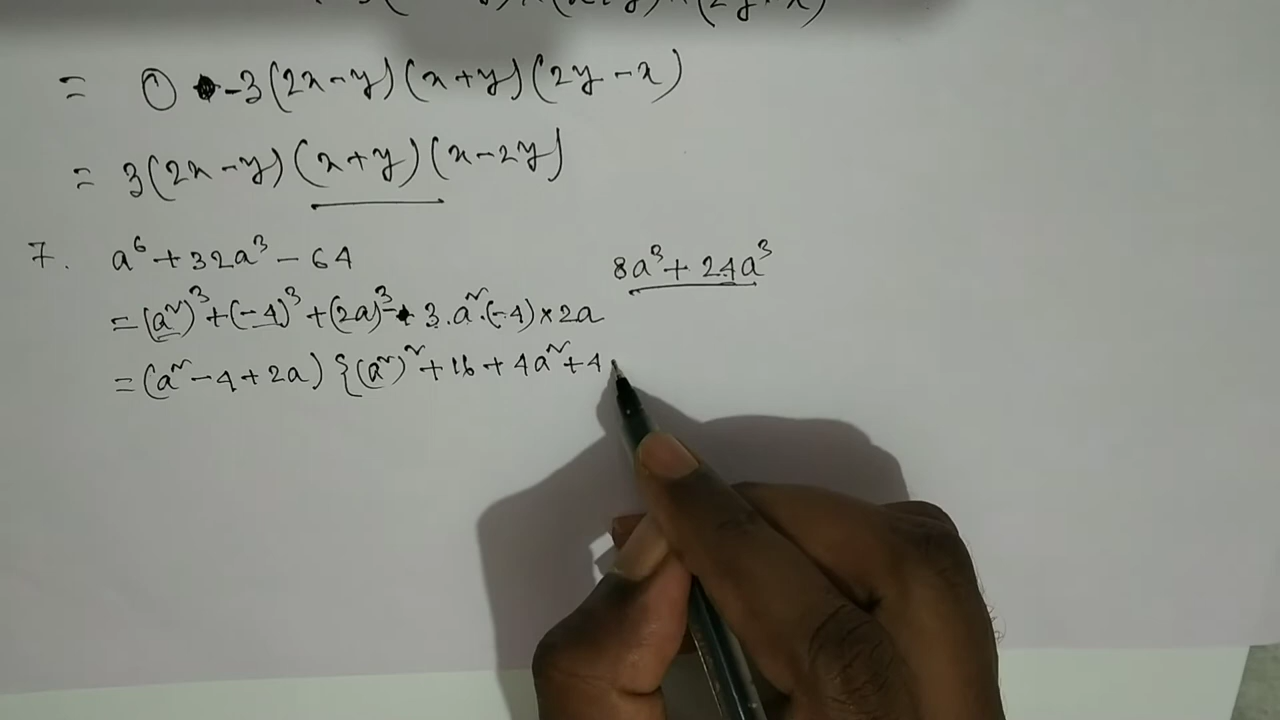 = ① -3(2x-y)(x+y)(2y-x)
= 3(2x-y)(x+y)(x-2y)
7. a⁶ + 32a³ - 64
8a³ + 24a³
= (a²)³ + (-4)³ + (2a)³ - 3.a².(-4)×2a
= (a² - 4 + 2a) {(a²)² + 16 + 4a² + 4